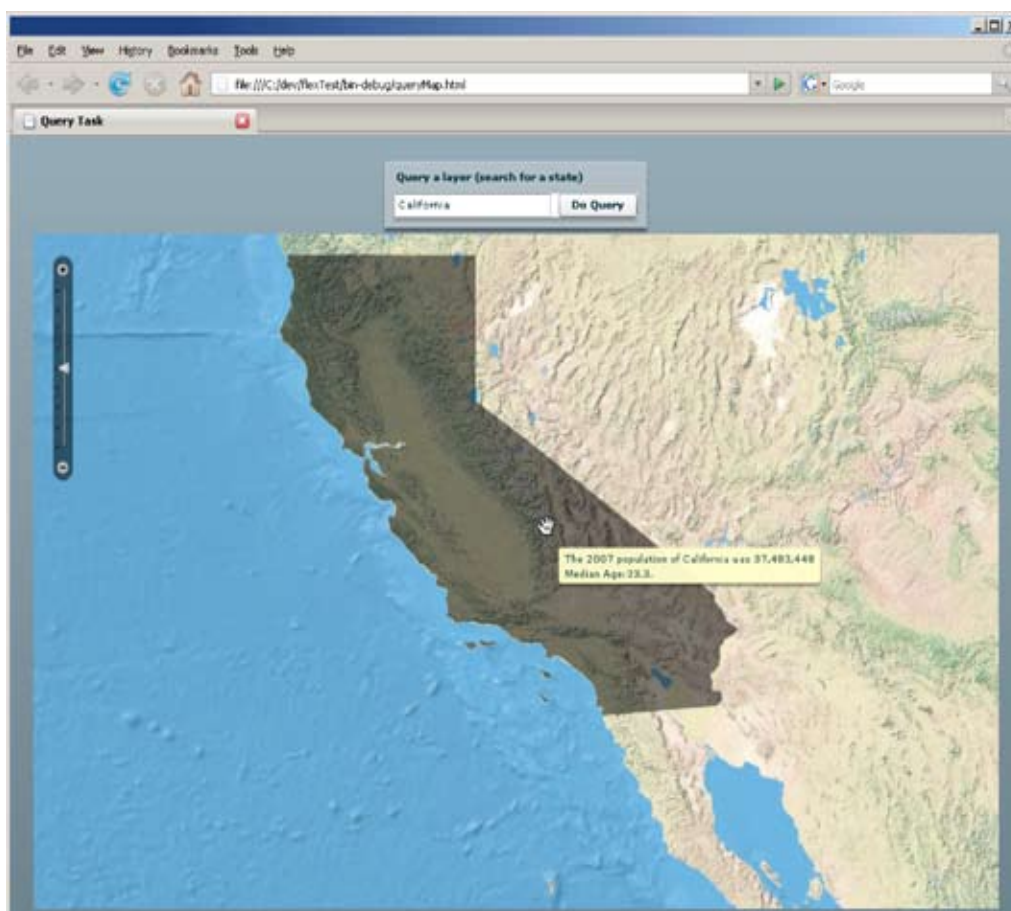 File Edit View History Bookmarks Tools Help
file:///C:/dev/flexTest/bin-debug/queryMap.html
Google
Query Task
Query a layer (search for a state)
California
Do Query
The 2007 population of California was 37,483,448
Median Age: 33.3.